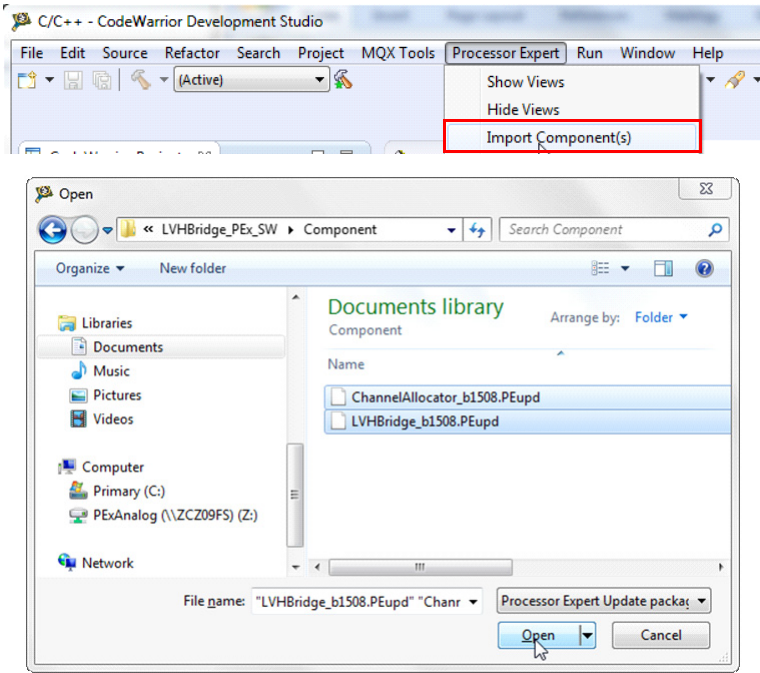 C/C++ - CodeWarrior Development Studio
File Edit Source Refactor Search Project MQX Tools Processor Expert Run Window Help
(Active)
Show Views
Hide Views
Import Component(s)
Open
« LVHBridge_PEx_SW Component
Search Component
Organize New folder
Libraries
Documents
Music
Pictures
Videos
Computer
Primary (C:)
PExAnalog (\\ZCZ09FS) (Z:)
Network
Documents library
Component
Arrange by: Folder
Name
ChannelAllocator_b1508.PEupd
LVHBridge_b1508.PEupd
File name: "LVHBridge_b1508.PEupd" "Chanr
Processor Expert Update packag
Open Cancel